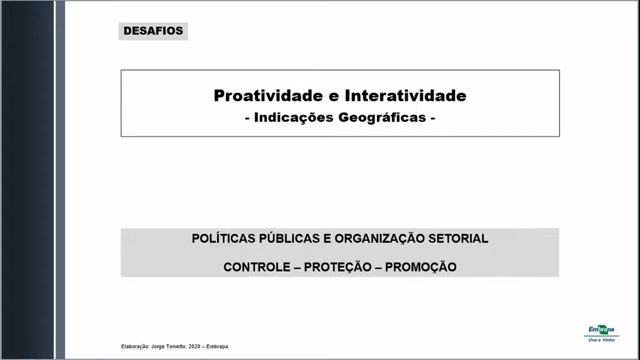 DESAFIOS
Proatividade e Interatividade
- Indicações Geográficas -
POLÍTICAS PÚBLICAS E ORGANIZAÇÃO SETORIAL
CONTROLE – PROTEÇÃO – PROMOÇÃO
Elaboração: Jorge Tonietto, 2020 – Embrapa.
Embrapa
Uva e Vinho